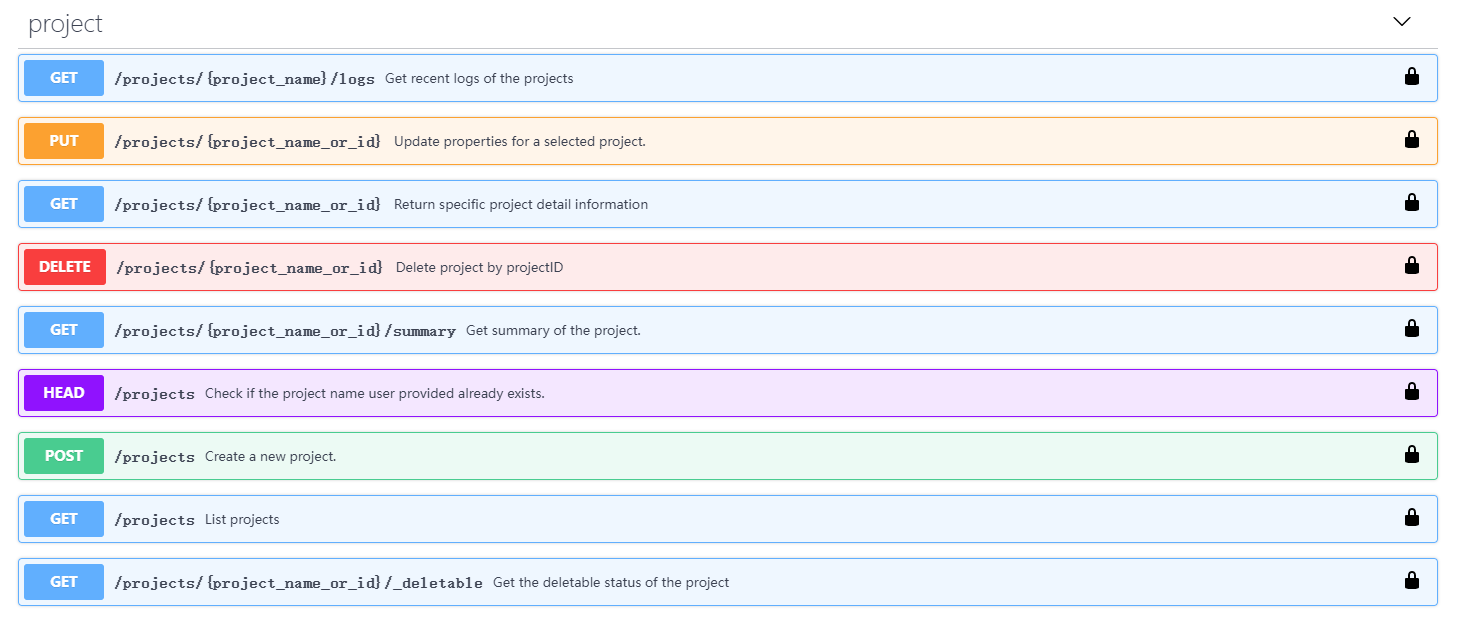 project
GET /projects/{project_name}/logs Get recent logs of the projects
PUT /projects/{project_name_or_id} Update properties for a selected project.
GET /projects/{project_name_or_id} Return specific project detail information
DELETE /projects/{project_name_or_id} Delete project by projectID
GET /projects/{project_name_or_id}/summary Get summary of the project.
HEAD /projects Check if the project name user provided already exists.
POST /projects Create a new project.
GET /projects List projects
GET /projects/{project_name_or_id}/_deletable Get the deletable status of the project